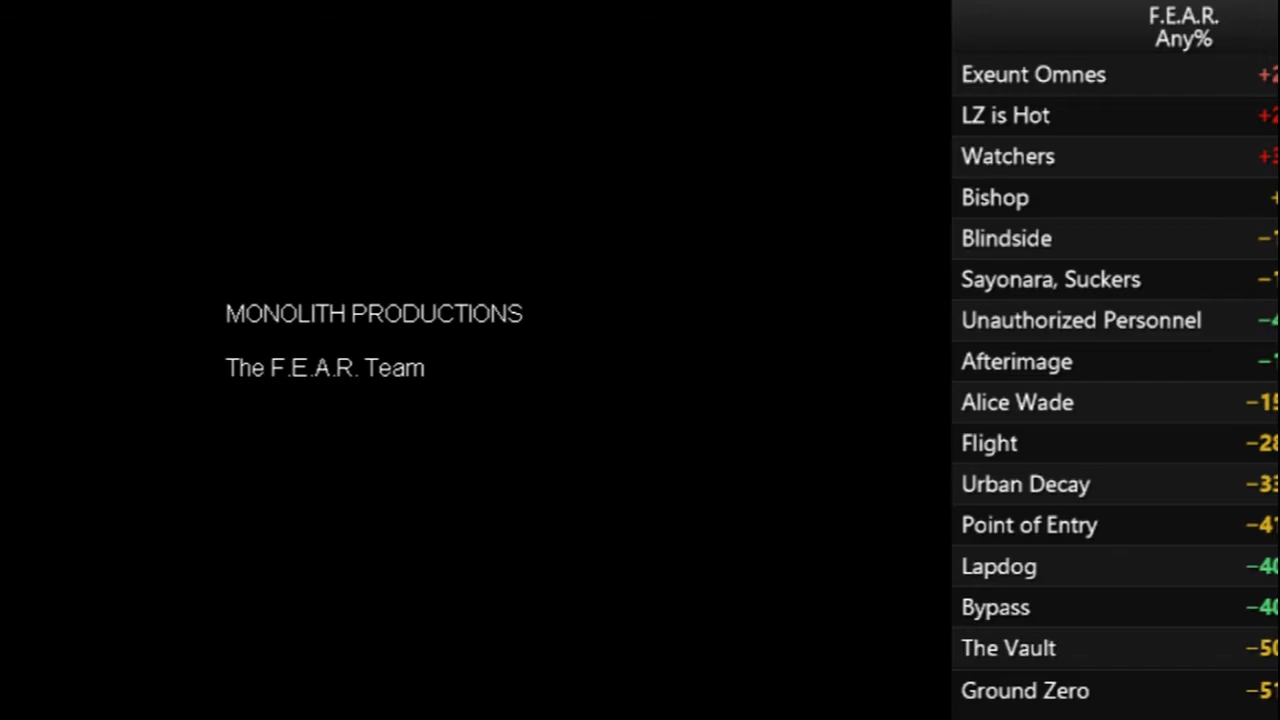 MONOLITH PRODUCTIONS
The F.E.A.R. Team
F.E.A.R.
Any%
Exeunt Omnes
LZ is Hot
Watchers
Bishop
Blindside
Sayonara, Suckers
Unauthorized Personnel
Afterimage
Alice Wade
Flight
Urban Decay
Point of Entry
Lapdog
Bypass
The Vault
Ground Zero